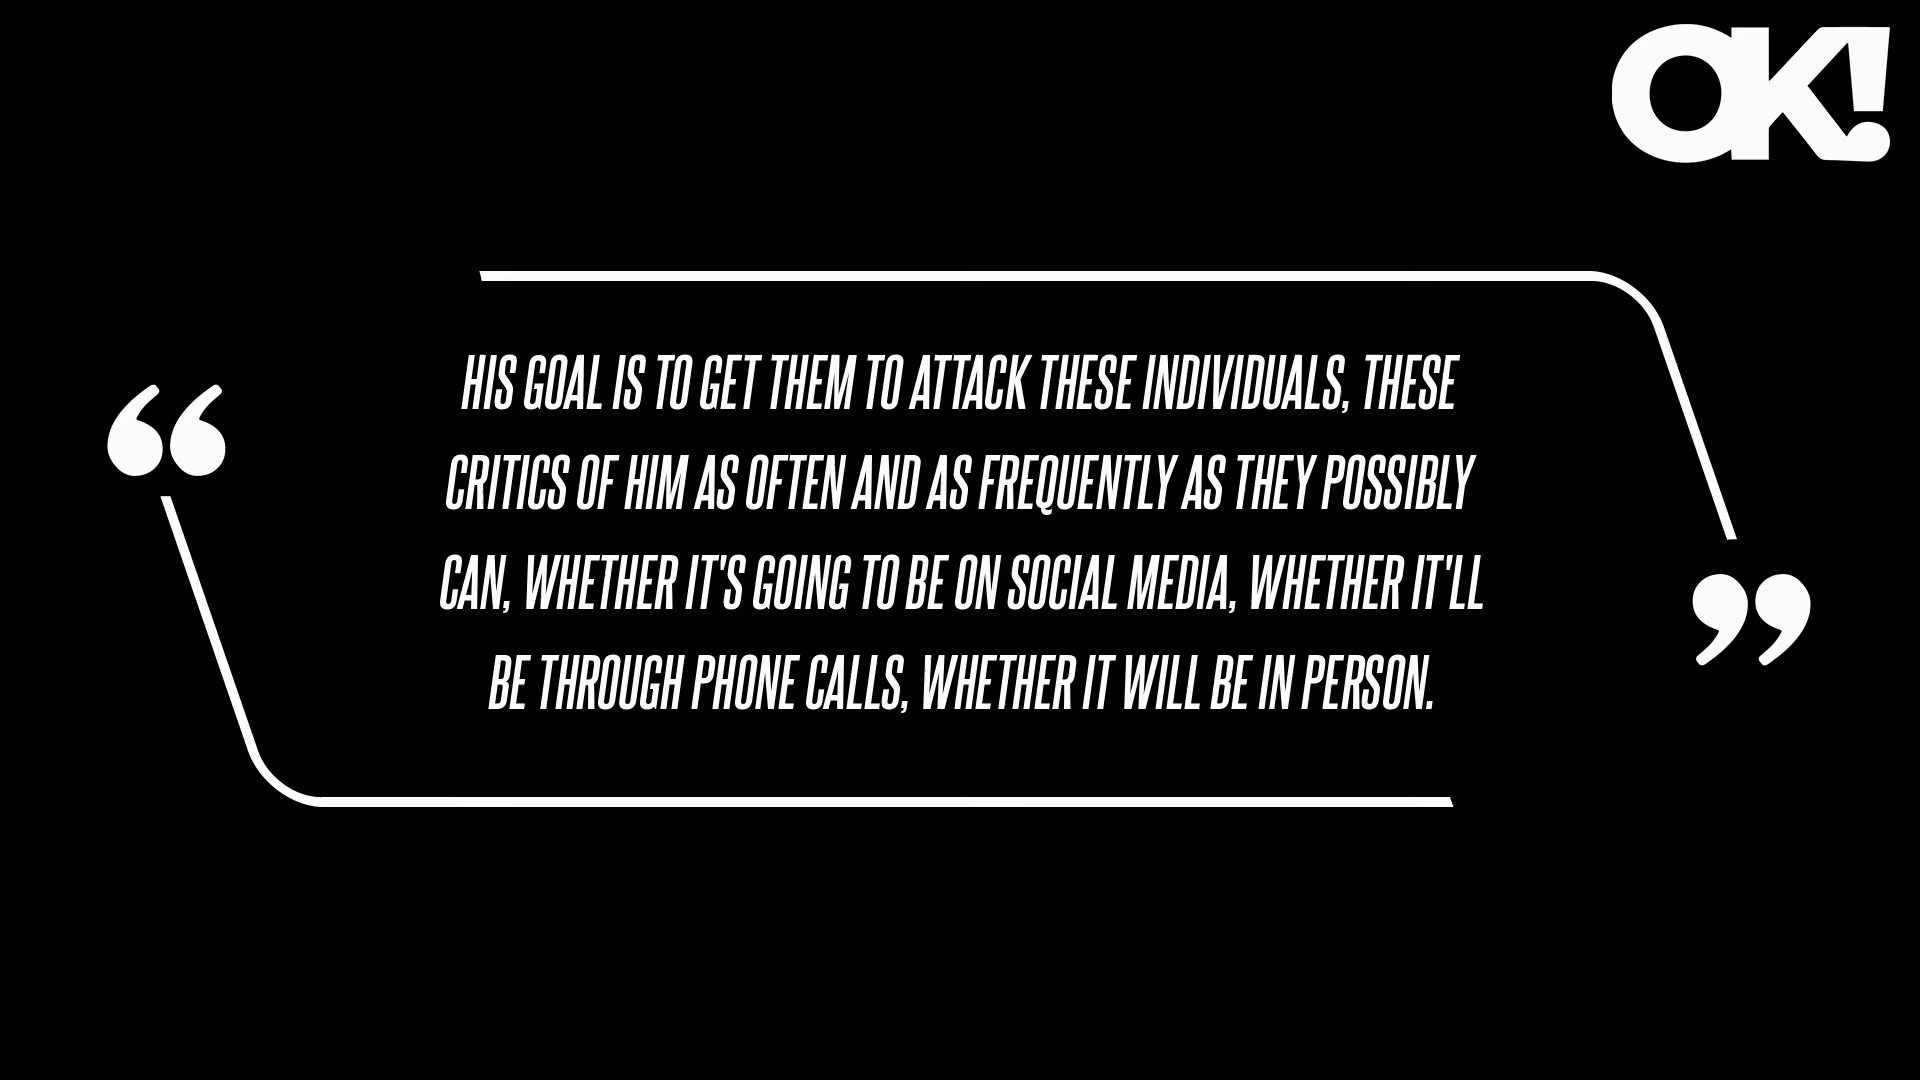 OK!
“
HIS GOAL IS TO GET THEM TO ATTACK THESE INDIVIDUALS, THESE
CRITICS OF HIM AS OFTEN AND AS FREQUENTLY AS THEY POSSIBLY
CAN, WHETHER IT'S GOING TO BE ON SOCIAL MEDIA, WHETHER IT'LL
BE THROUGH PHONE CALLS, WHETHER IT WILL BE IN PERSON.
”